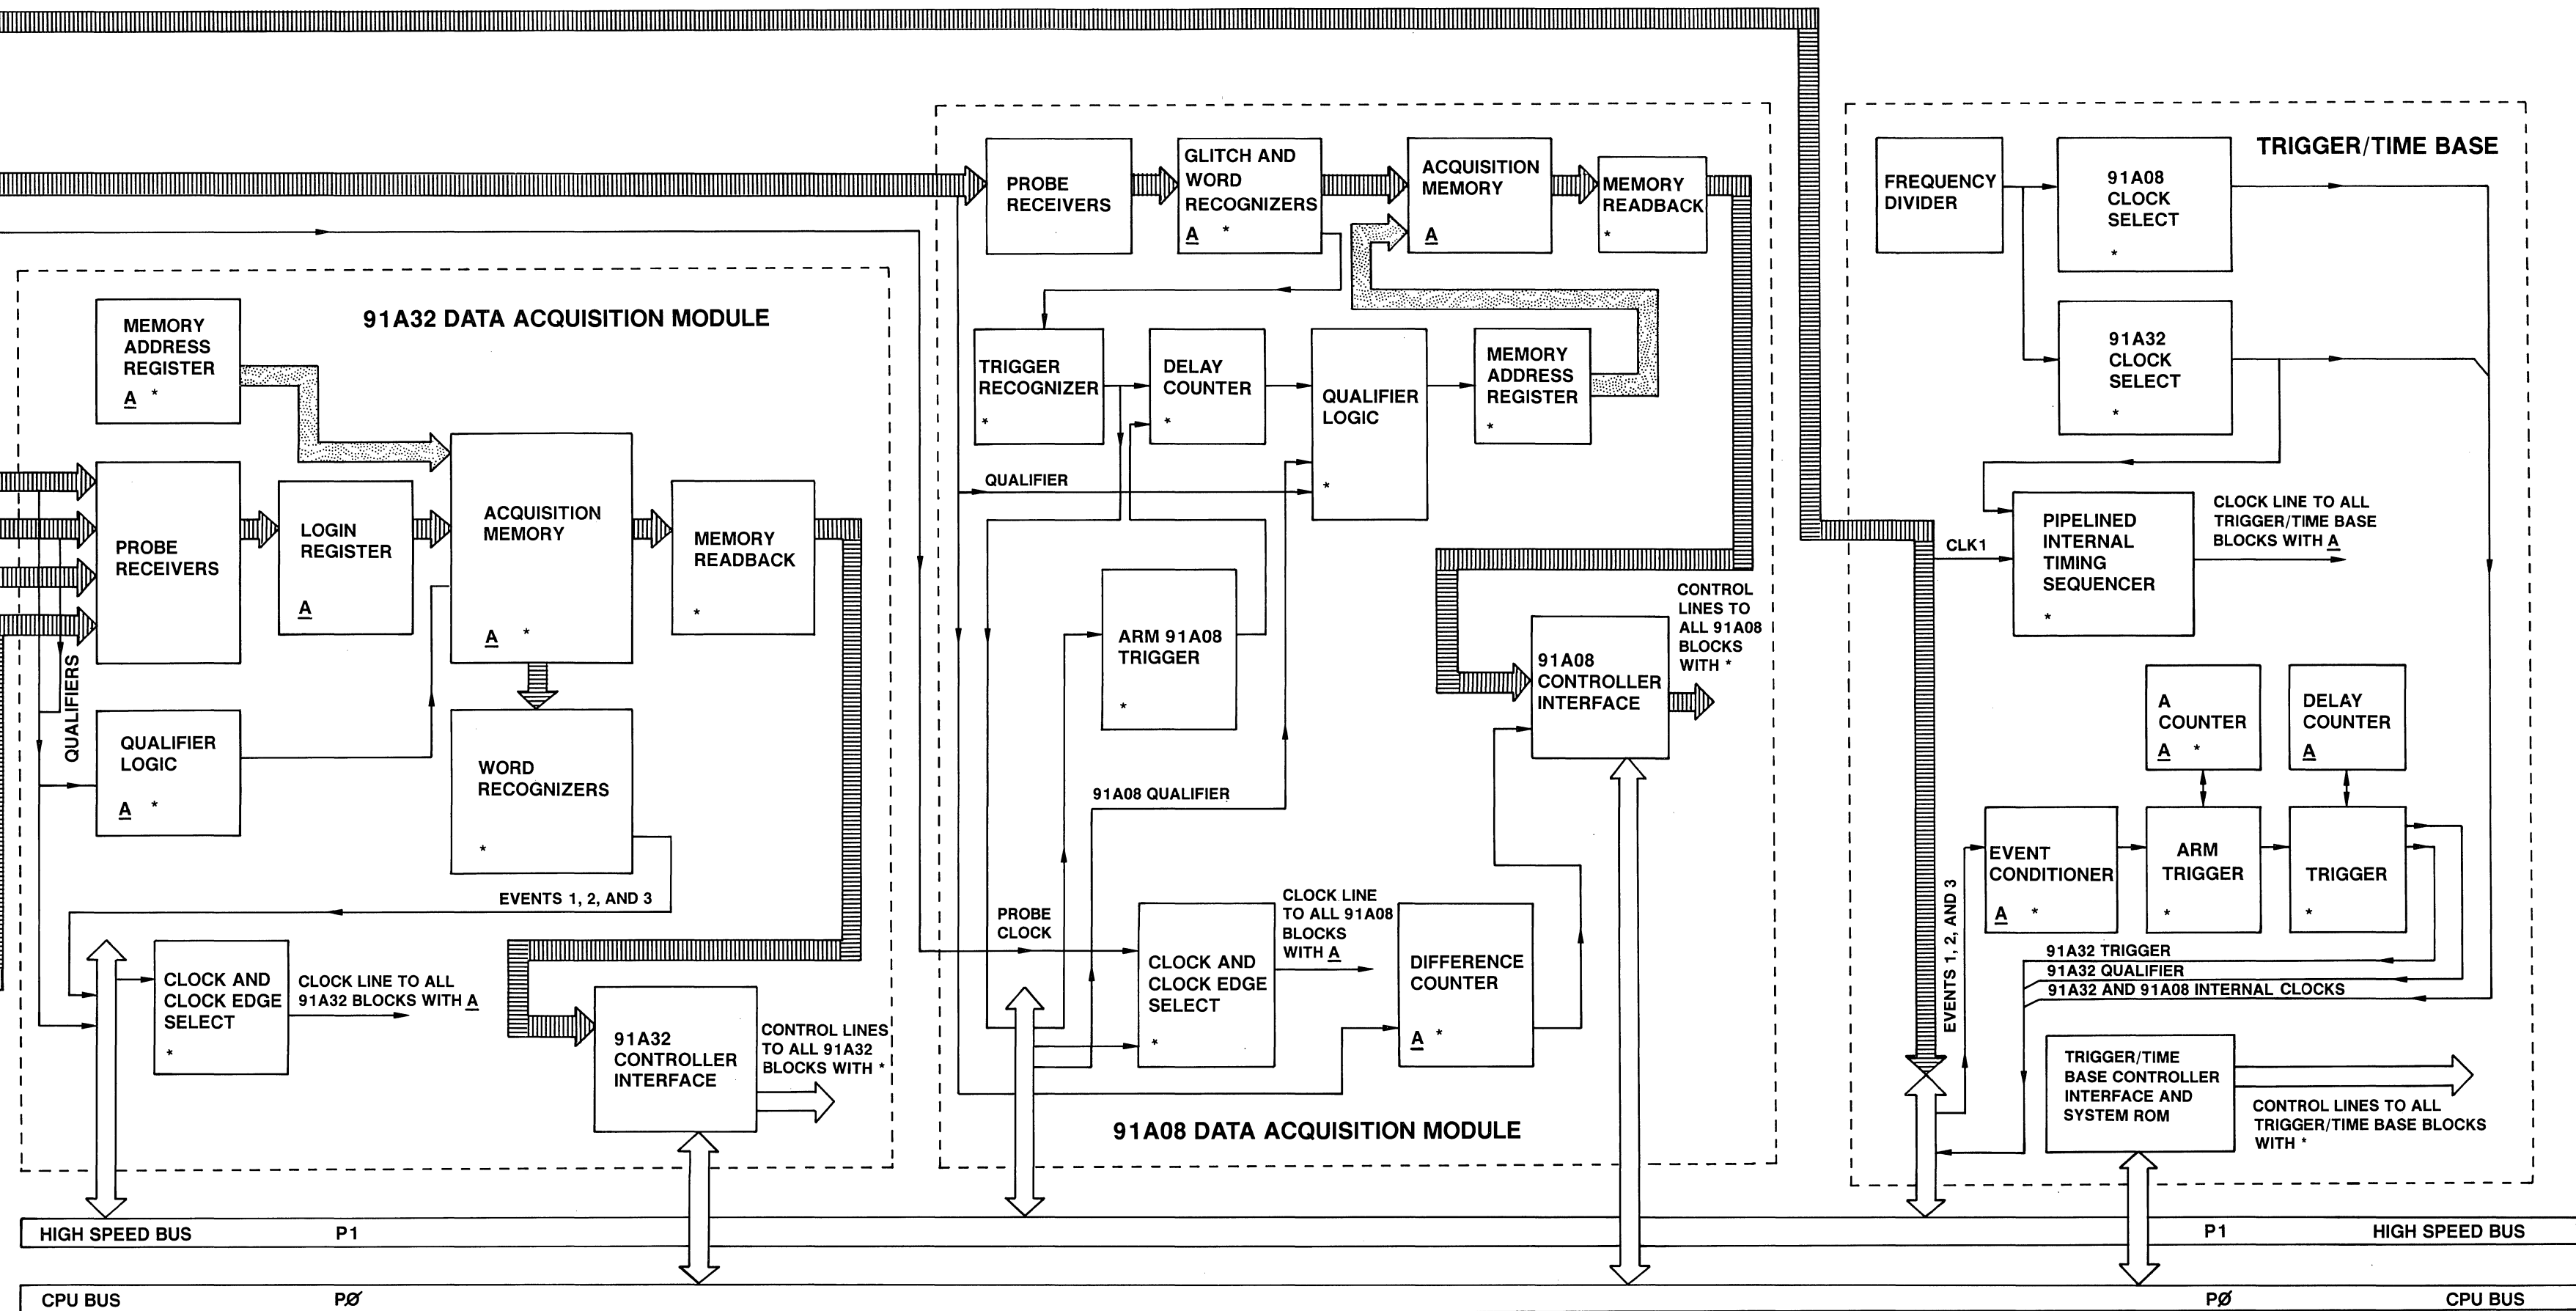 91A32 DATA ACQUISITION MODULE
MEMORY
ADDRESS
REGISTER
A *
PROBE
RECEIVERS
LOGIN
REGISTER
A
ACQUISITION
MEMORY
A *
MEMORY
READBACK
*
QUALIFIERS
QUALIFIER
LOGIC
A *
WORD
RECOGNIZERS
*
EVENTS 1, 2, AND 3
CLOCK AND
CLOCK EDGE
SELECT
*
CLOCK LINE TO ALL
91A32 BLOCKS WITH A
91A32
CONTROLLER
INTERFACE
CONTROL LINES
TO ALL 91A32
BLOCKS WITH *
PROBE
RECEIVERS
GLITCH AND
WORD
RECOGNIZERS
A *
ACQUISITION
MEMORY
A
MEMORY
READBACK
*
TRIGGER
RECOGNIZER
*
DELAY
COUNTER
*
QUALIFIER
LOGIC
*
MEMORY
ADDRESS
REGISTER
*
QUALIFIER
ARM 91A08
TRIGGER
*
91A08
CONTROLLER
INTERFACE
CONTROL
LINES TO
ALL 91A08
BLOCKS
WITH *
91A08 QUALIFIER
PROBE
CLOCK
CLOCK AND
CLOCK EDGE
SELECT
*
CLOCK LINE
TO ALL 91A08
BLOCKS
WITH A
DIFFERENCE
COUNTER
A *
91A08 DATA ACQUISITION MODULE
TRIGGER/TIME BASE
FREQUENCY
DIVIDER
91A08
CLOCK
SELECT
*
91A32
CLOCK
SELECT
*
CLK1
PIPELINED
INTERNAL
TIMING
SEQUENCER
*
CLOCK LINE TO ALL
TRIGGER/TIME BASE
BLOCKS WITH A
A
COUNTER
A *
DELAY
COUNTER
A
EVENTS 1, 2, AND 3
EVENT
CONDITIONER
A *
ARM
TRIGGER
*
TRIGGER
*
91A32 TRIGGER
91A32 QUALIFIER
91A32 AND 91A08 INTERNAL CLOCKS
TRIGGER/TIME
BASE CONTROLLER
INTERFACE AND
SYSTEM ROM
CONTROL LINES TO ALL
TRIGGER/TIME BASE BLOCKS
WITH *
HIGH SPEED BUS P1 P1 HIGH SPEED BUS
CPU BUS PØ PØ CPU BUS